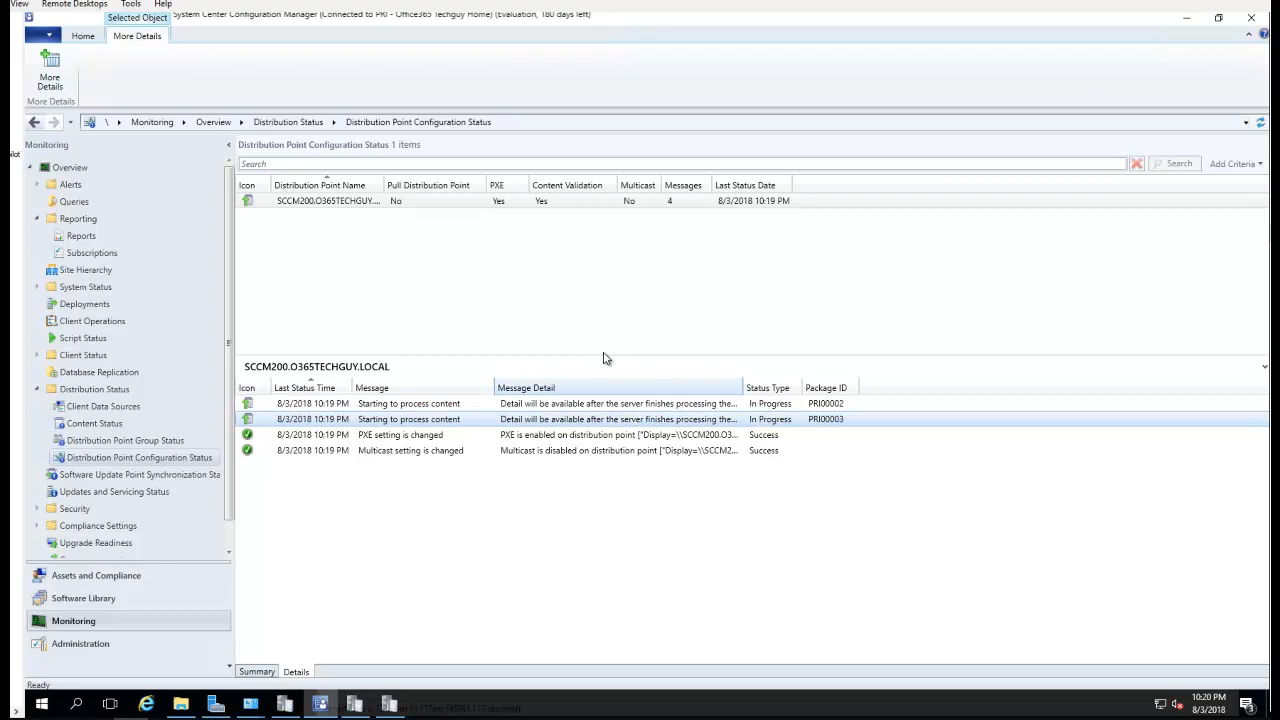 View Remote Desktops Tools Help
Selected Object System Center Configuration Manager (Connected to PRI - Office365 Techguy Home) (Evaluation, 180 days left)
Home More Details
More
Details
More Details
\ Monitoring Overview Distribution Status Distribution Point Configuration Status
Monitoring
Overview
Alerts
Queries
Reporting
Reports
Subscriptions
Site Hierarchy
System Status
Deployments
Client Operations
Script Status
Client Status
Database Replication
Distribution Status
Client Data Sources
Content Status
Distribution Point Group Status
Distribution Point Configuration Status
Software Update Point Synchronization Sta
Updates and Servicing Status
Security
Compliance Settings
Upgrade Readiness
Assets and Compliance
Software Library
Monitoring
Administration
Distribution Point Configuration Status 1 items
Search Search Add Criteria
Icon Distribution Point Name Pull Distribution Point PXE Content Validation Multicast Messages Last Status Date
SCCM200.O365TECHGUY.... No Yes Yes No 4 8/3/2018 10:19 PM
SCCM200.O365TECHGUY.LOCAL
Icon Last Status Time Message Message Detail Status Type Package ID
8/3/2018 10:19 PM Starting to process content Detail will be available after the server finishes processing the... In Progress PRI00002
8/3/2018 10:19 PM Starting to process content Detail will be available after the server finishes processing the... In Progress PRI00003
8/3/2018 10:19 PM PXE setting is changed PXE is enabled on distribution point ["Display=\\SCCM200.O3... Success
8/3/2018 10:19 PM Multicast setting is changed Multicast is disabled on distribution point ["Display=\\SCCM2... Success
Summary Details
Ready
10:20 PM
8/3/2018